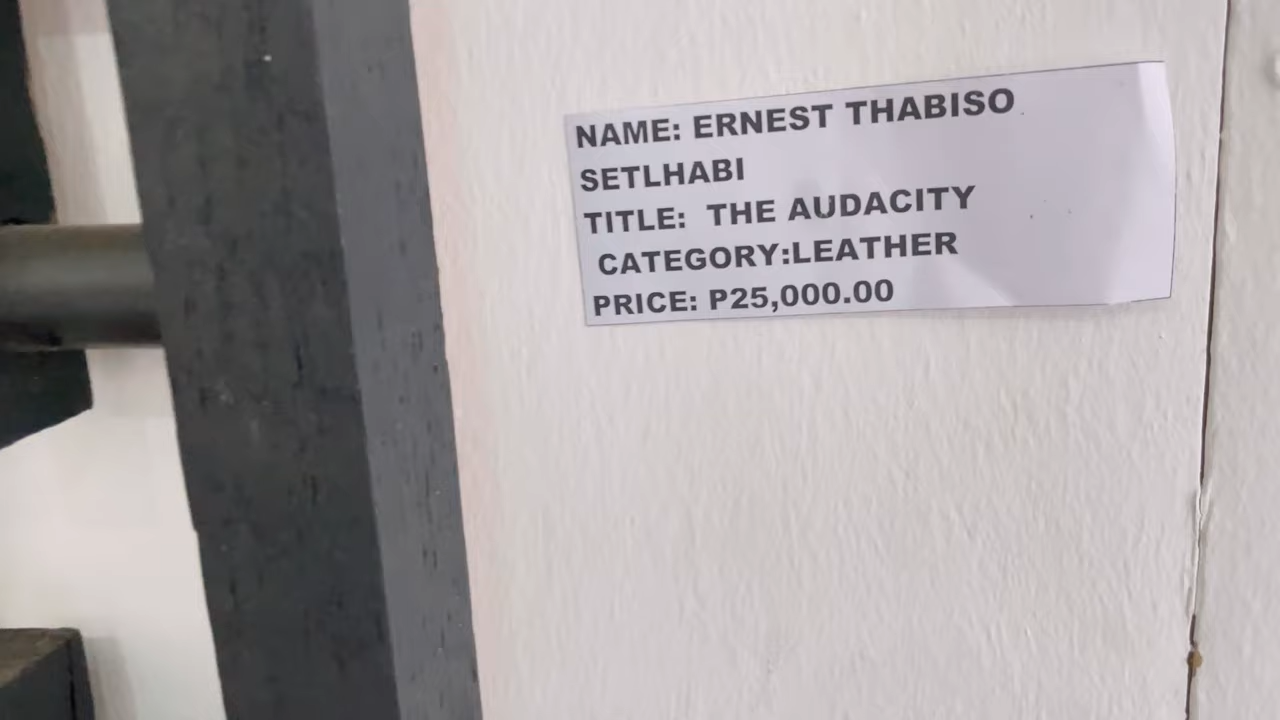 NAME: ERNEST THABISO
SETLHABI
TITLE: THE AUDACITY
CATEGORY:LEATHER
PRICE: P25,000.00